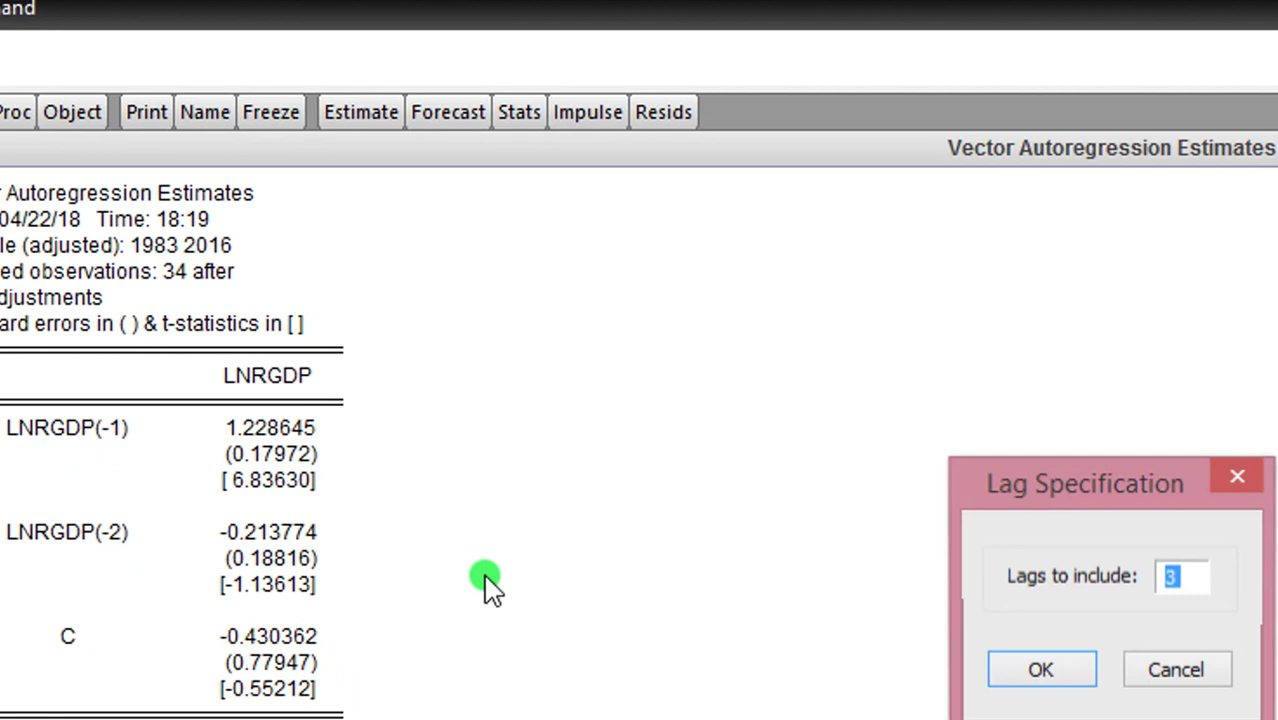 and
Proc Object Print Name Freeze Estimate Forecast Stats Impulse Resids
Vector Autoregression Estimates
r Autoregression Estimates
04/22/18 Time: 18:19
le (adjusted): 1983 2016
ed observations: 34 after
djustments
ard errors in ( ) & t-statistics in [ ]
LNRGDP
LNRGDP(-1) 1.228645
(0.17972)
[ 6.83630]
LNRGDP(-2) -0.213774
(0.18816)
[-1.13613]
C -0.430362
(0.77947)
[-0.55212]
Lag Specification
Lags to include: 3
OK Cancel